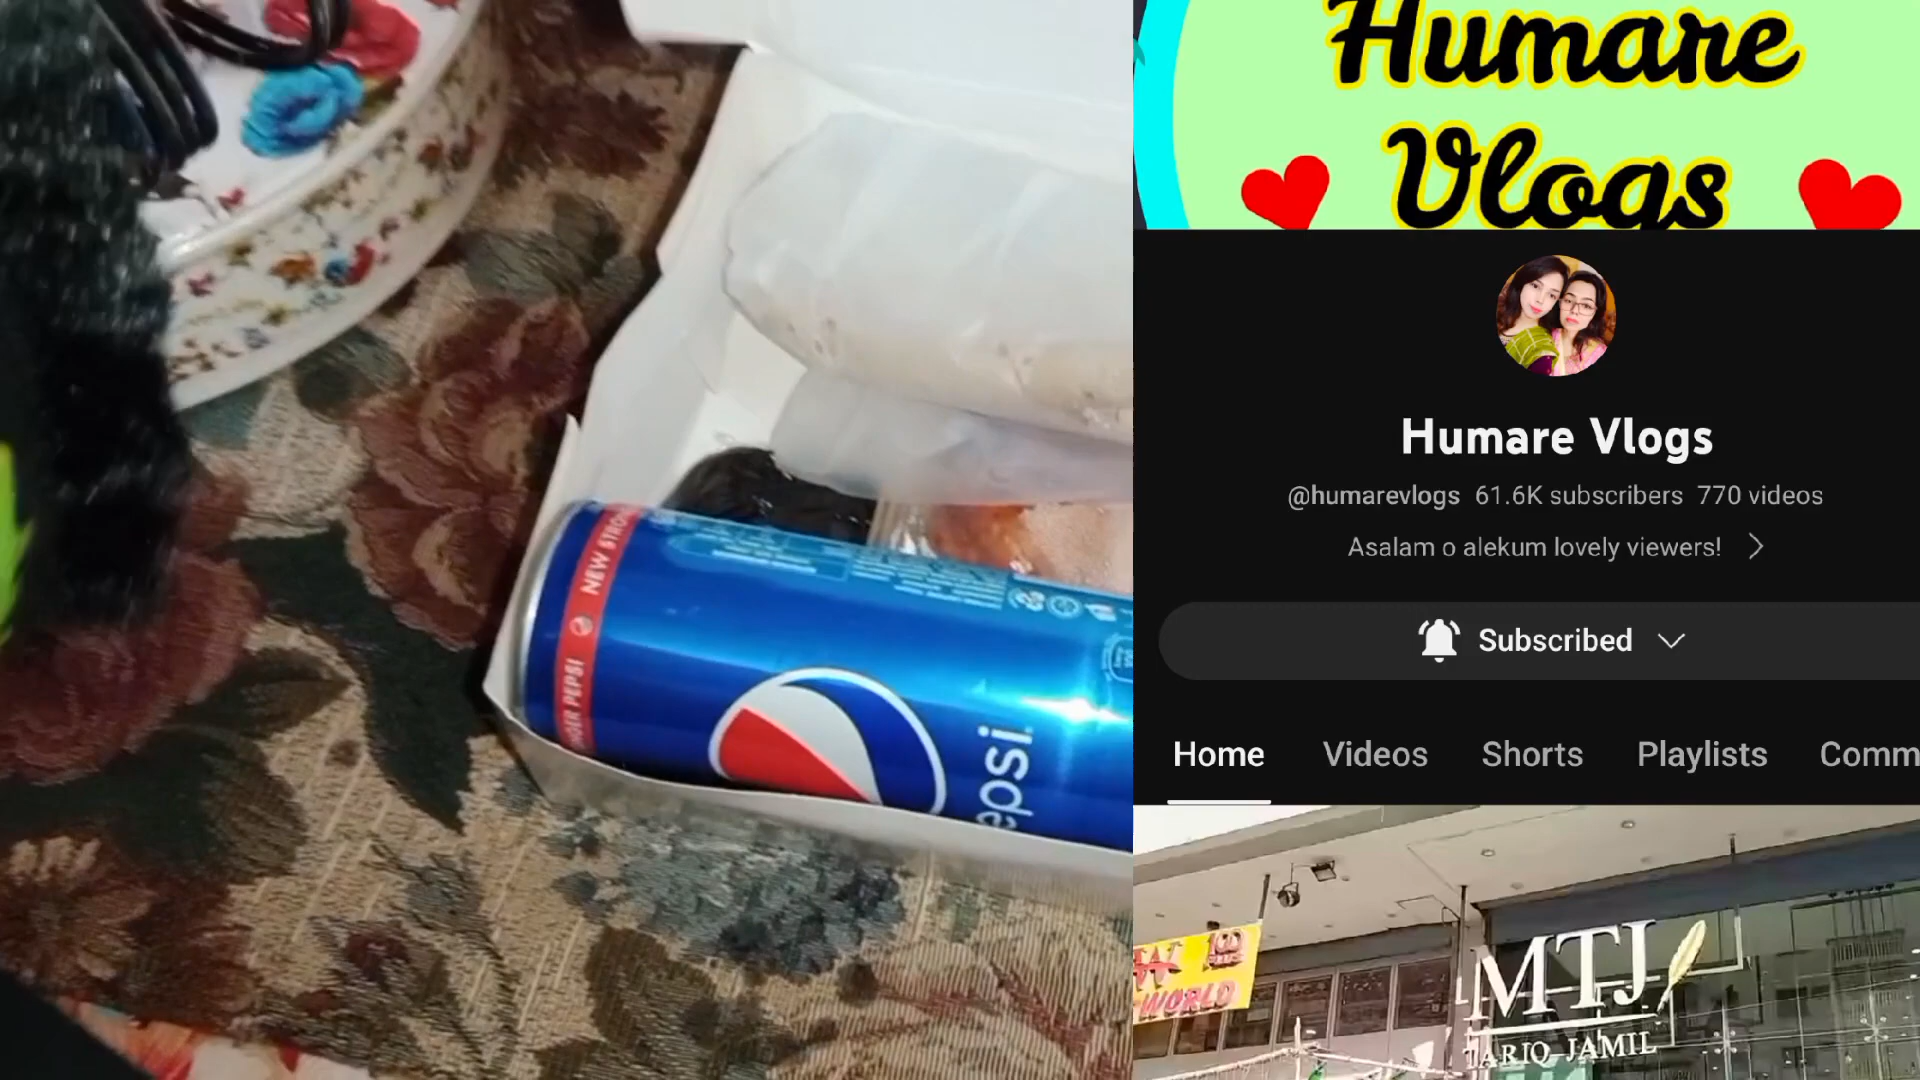 NEW STRO
pepsi
Humare
Vlogs
Humare Vlogs
@humarevlogs 61.6K subscribers 770 videos
Asalam o alekum lovely viewers!
Subscribed
Home Videos Shorts Playlists Comm
100
WORLD
MTJ
TARIQ JAMIL